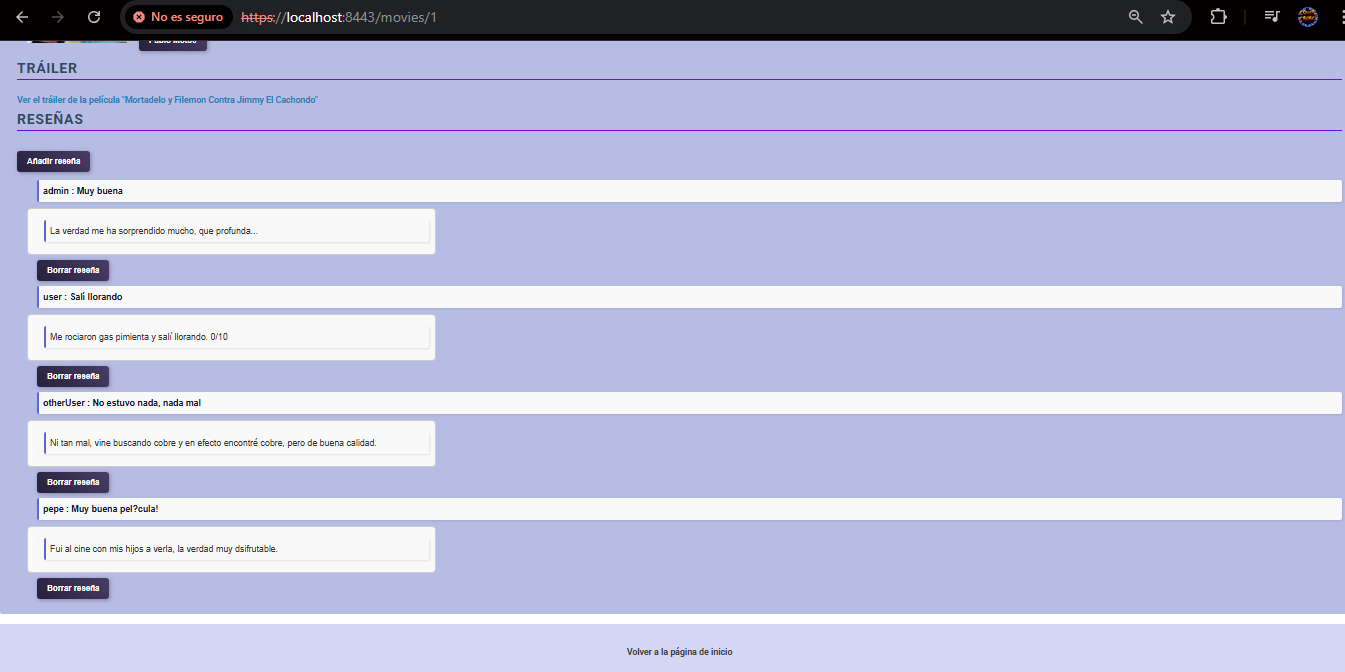 No es seguro
https://localhost:8443/movies/1
TRÁILER
Ver el tráiler de la película "Mortadelo y Filemon Contra Jimmy El Cachondo"
RESEÑAS
Añadir reseña
admin : Muy buena
La verdad me ha sorprendido mucho, que profunda...
Borrar reseña
user : Salí llorando
Me rociaron gas pimienta y salí llorando. 0/10
Borrar reseña
otherUser : No estuvo nada, nada mal
Ni tan mal, vine buscando cobre y en efecto encontré cobre, pero de buena calidad.
Borrar reseña
pepe : Muy buena pel?cula!
Fui al cine con mis hijos a verla, la verdad muy dsifrutable.
Borrar reseña
Volver a la página de inicio